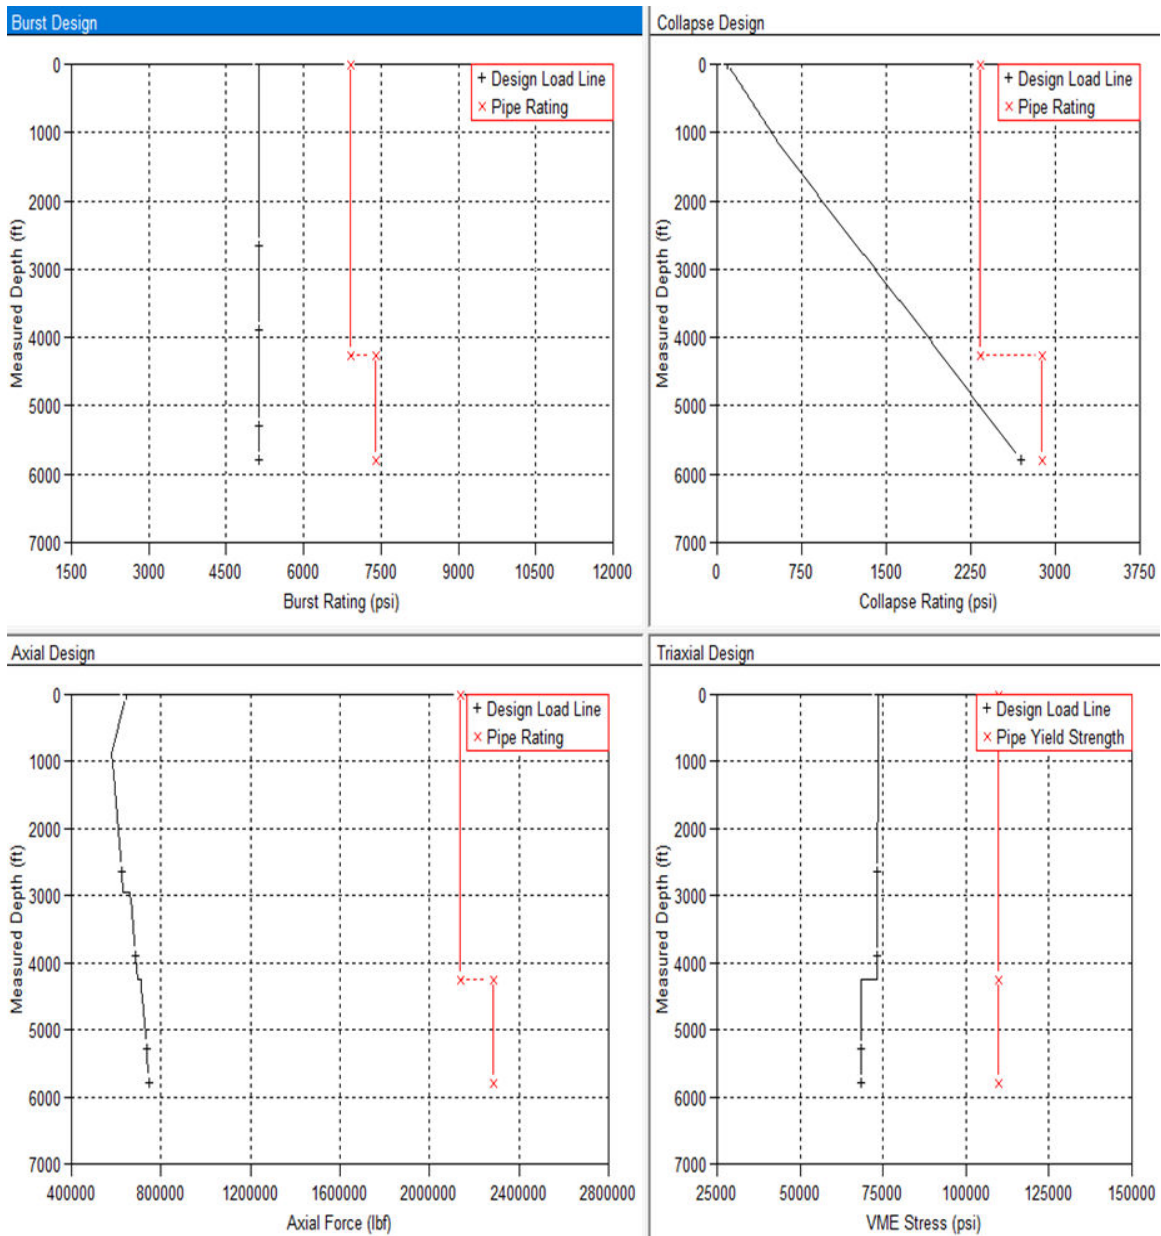 Burst Design
Design Load Line
Pipe Rating
0
1000
2000
3000
4000
5000
6000
7000
Measured Depth (ft)
1500 3000 4500 6000 7500 9000 10500 12000
Burst Rating (psi)
Collapse Design
Design Load Line
Pipe Rating
0
1000
2000
3000
4000
5000
6000
7000
Measured Depth (ft)
0 750 1500 2250 3000 3750
Collapse Rating (psi)
Axial Design
Design Load Line
Pipe Rating
0
1000
2000
3000
4000
5000
6000
7000
Measured Depth (ft)
400000 800000 1200000 1600000 2000000 2400000 2800000
Axial Force (lbf)
Triaxial Design
Design Load Line
Pipe Yield Strength
0
1000
2000
3000
4000
5000
6000
7000
Measured Depth (ft)
25000 50000 75000 100000 125000 150000
VME Stress (psi)